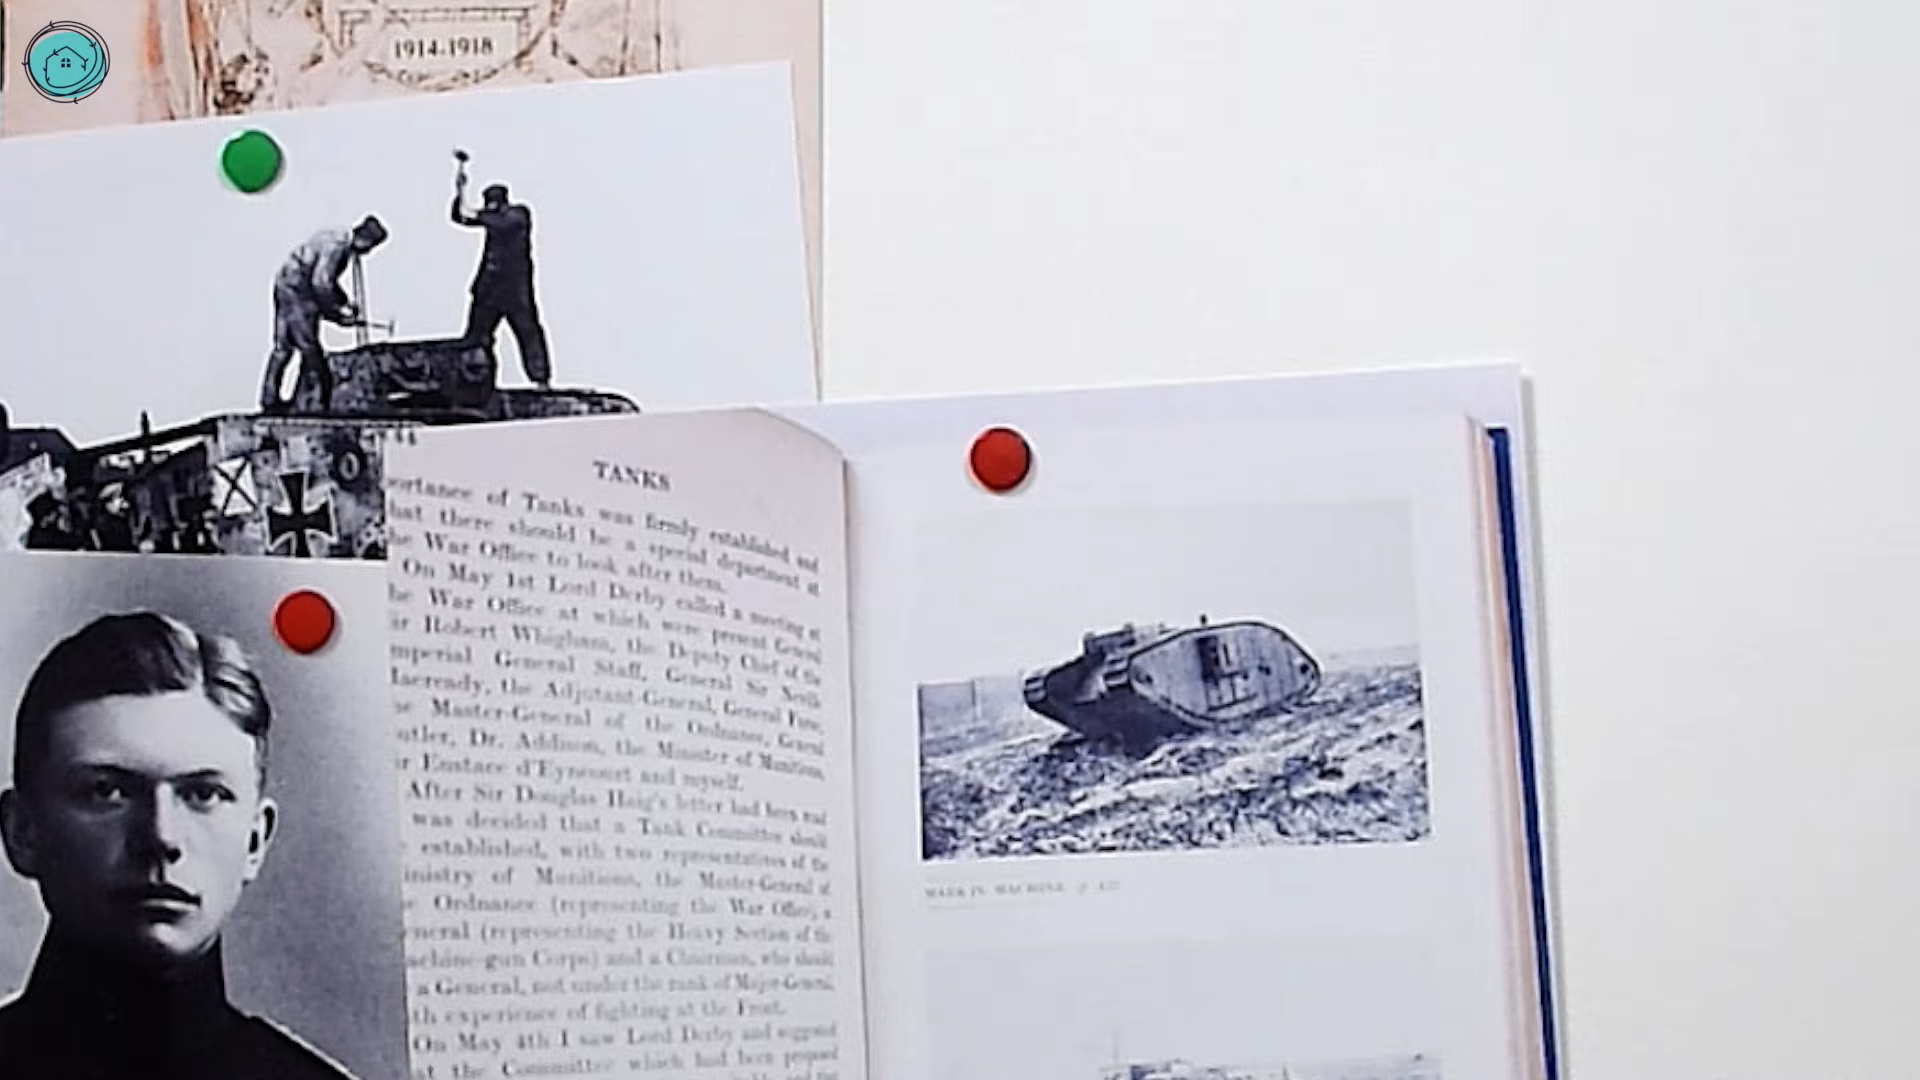 1914-1918
44
TANKS
ortance of Tanks was firmly established and
hat there should be a special department at
he War Office to look after them.
On May 1st Lord Derby called a meeting at
he War Office at which were present General
ir Robert Whigham, the Deputy Chief of the
mperial General Staff, General Sir Nevile
Macready, the Adjutant-General, General Furse,
he Master-General of the Ordnance, General
utler, Dr. Addison, the Minister of Munitions,
ir Eustace d'Eyncourt and myself.
After Sir Douglas Haig's letter had been read
was decided that a Tank Committee should
established, with two representatives of the
inistry of Munitions, the Master-General of
e Ordnance (representing the War Office), a
eneral (representing the Heavy Section of the
achine-gun Corps) and a Chairman, who should
a General, not under the rank of Major-General,
th experience of fighting at the Front.
On May 4th I saw Lord Derby and suggested
at the Committee which had been proposed
MARK IV. MACHINE